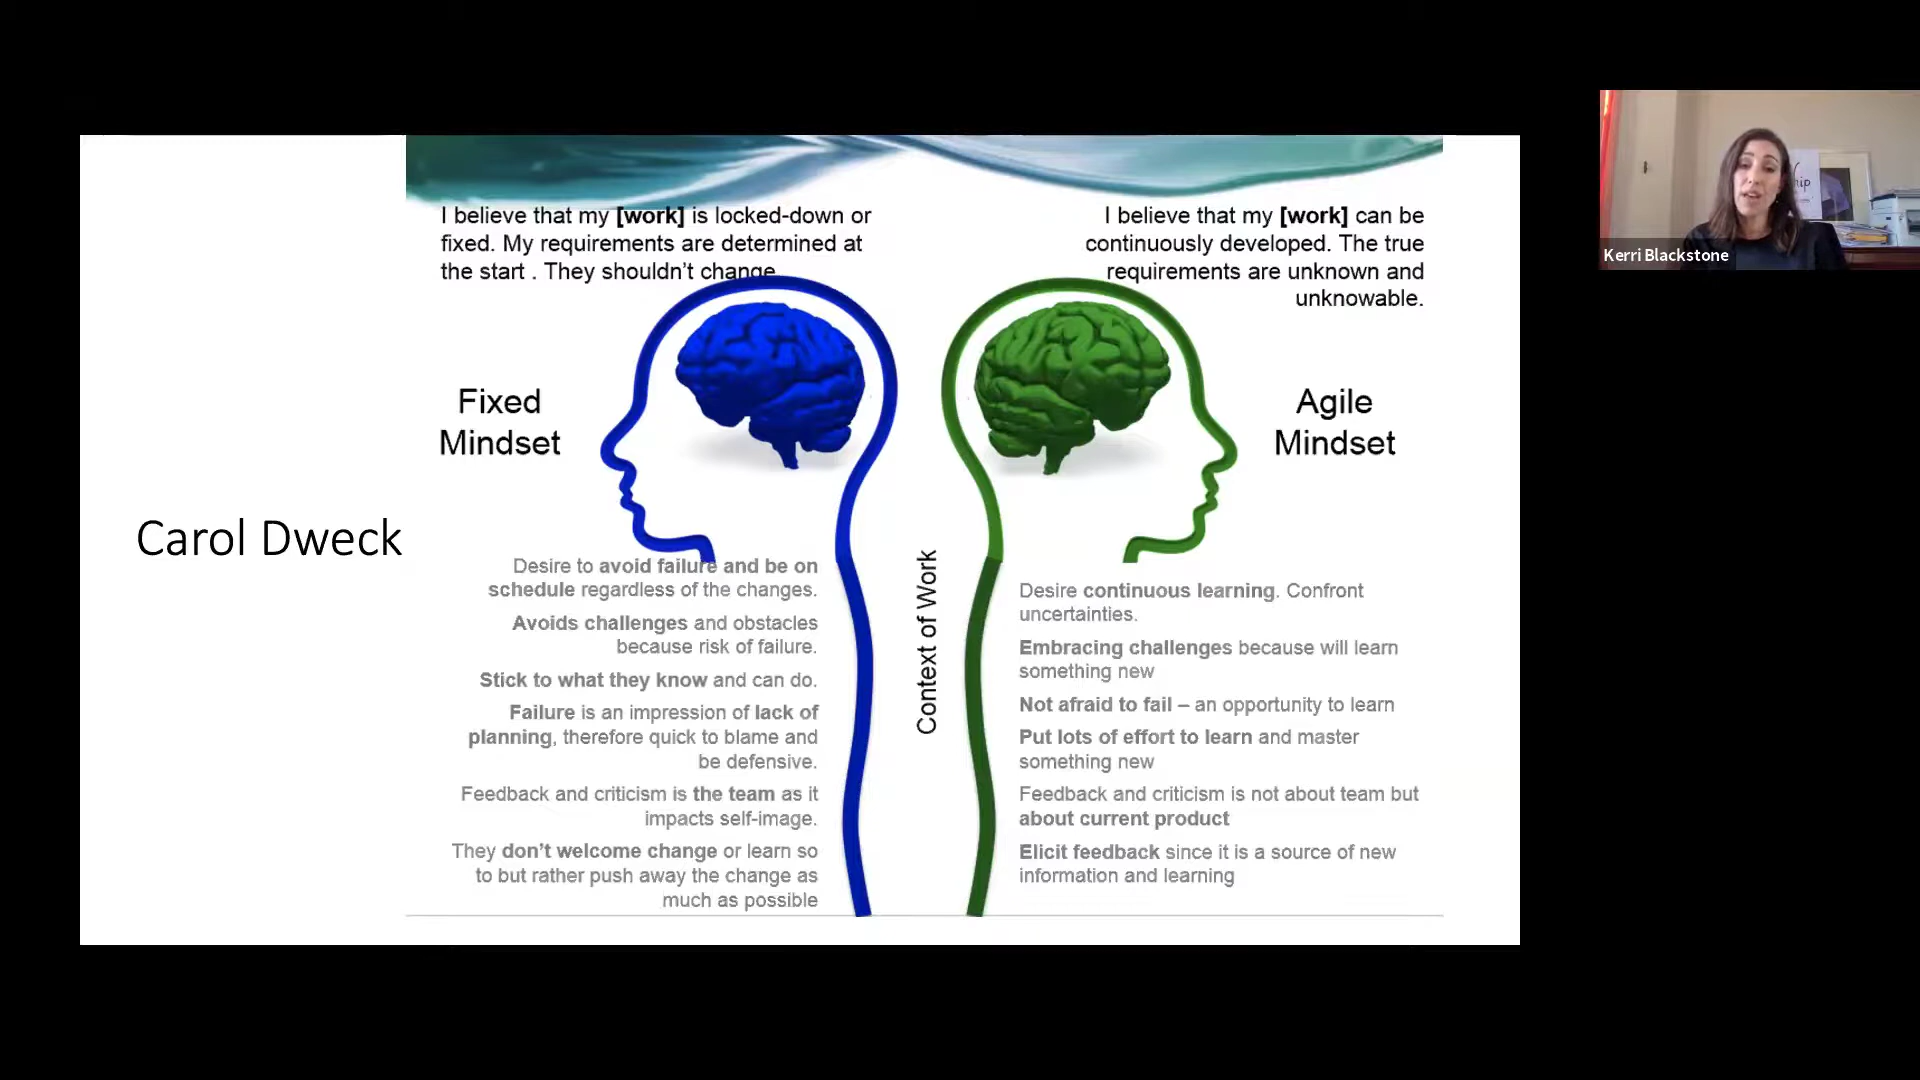 I believe that my [work] is locked-down or
fixed. My requirements are determined at
the start . They shouldn't change
I believe that my [work] can be
continuously developed. The true
requirements are unknown and
unknowable.
Fixed
Mindset
Agile
Mindset
Carol Dweck
Context of Work
Desire to avoid failure and be on
schedule regardless of the changes.
Avoids challenges and obstacles
because risk of failure.
Stick to what they know and can do.
Failure is an impression of lack of
planning, therefore quick to blame and
be defensive.
Feedback and criticism is the team as it
impacts self-image.
They don't welcome change or learn so
to but rather push away the change as
much as possible
Desire continuous learning. Confront
uncertainties.
Embracing challenges because will learn
something new
Not afraid to fail – an opportunity to learn
Put lots of effort to learn and master
something new
Feedback and criticism is not about team but
about current product
Elicit feedback since it is a source of new
information and learning
Kerri Blackstone